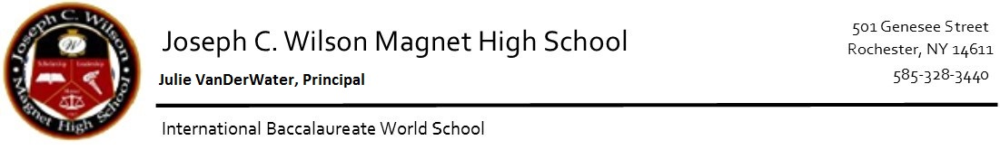 Joseph C. Wilson
Magnet High School
W
Scholarship Leadership
Joseph C. Wilson Magnet High School
Julie VanDerWater, Principal
International Baccalaureate World School
501 Genesee Street
Rochester, NY 14611
585-328-3440